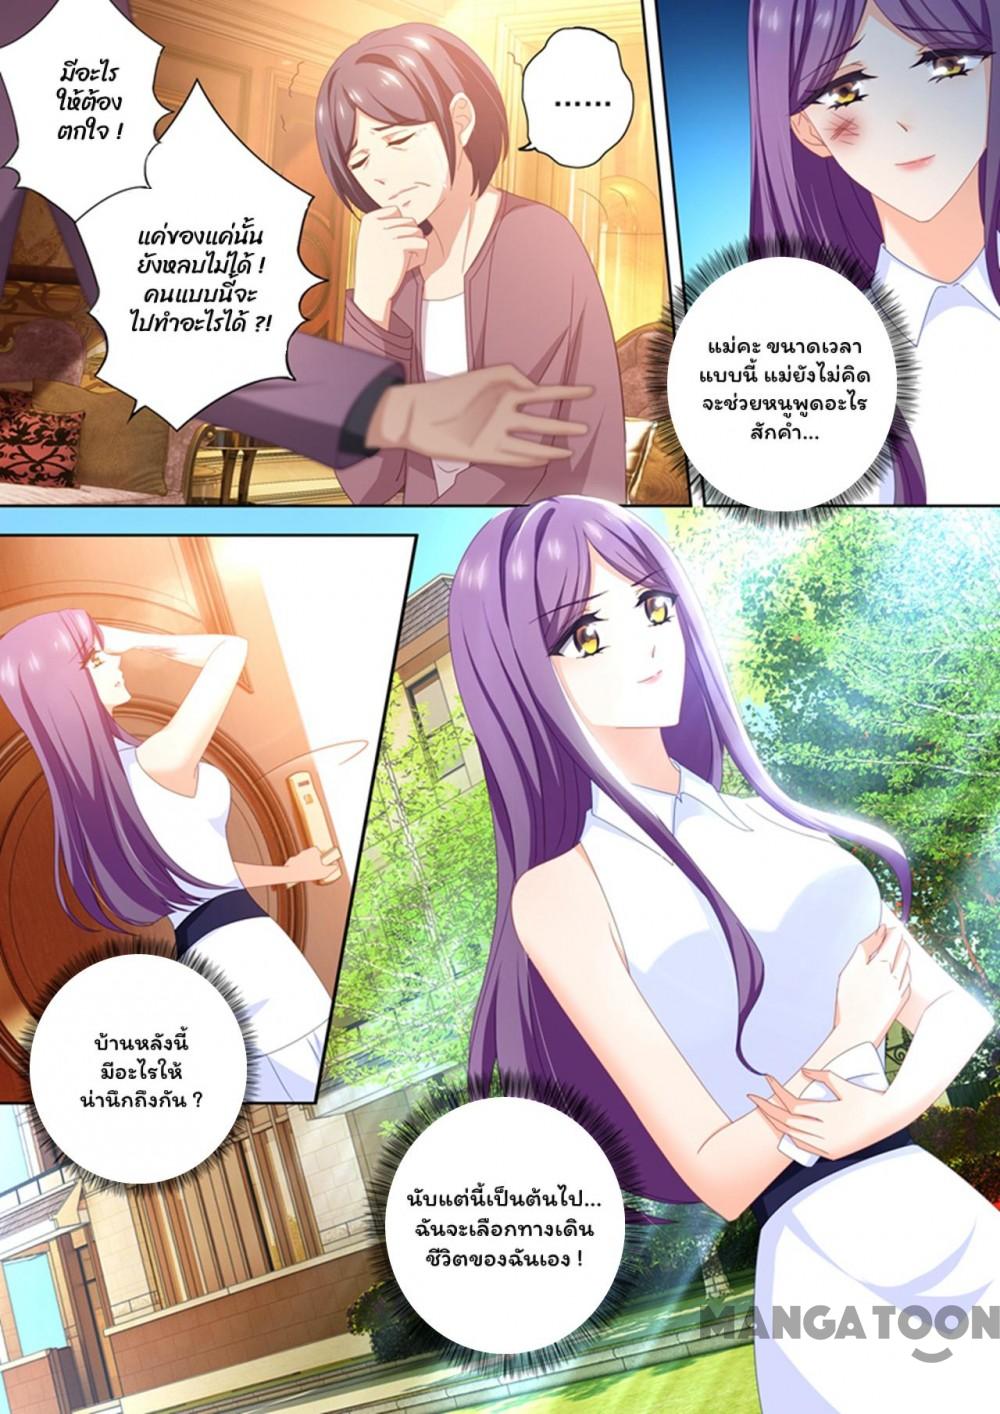 มีอะไร
ให้ต้อง
ตกใจ !
แค่ของแค่นั้น
ยังหลบไม่ได้ !
คนแบบนี้จะ
ไปทำอะไรได้ ?!
......
แม่คะ ขนาดเวลา
แบบนี้ แม่ยังไม่คิด
จะช่วยหนูพูดอะไร
สักคำ...
บ้านหลังนี้
มีอะไรให้
น่านึกถึงกัน ?
นับแต่นี้เป็นต้นไป...
ฉันจะเลือกทางเดิน
ชีวิตของฉันเอง !
MANGATOON